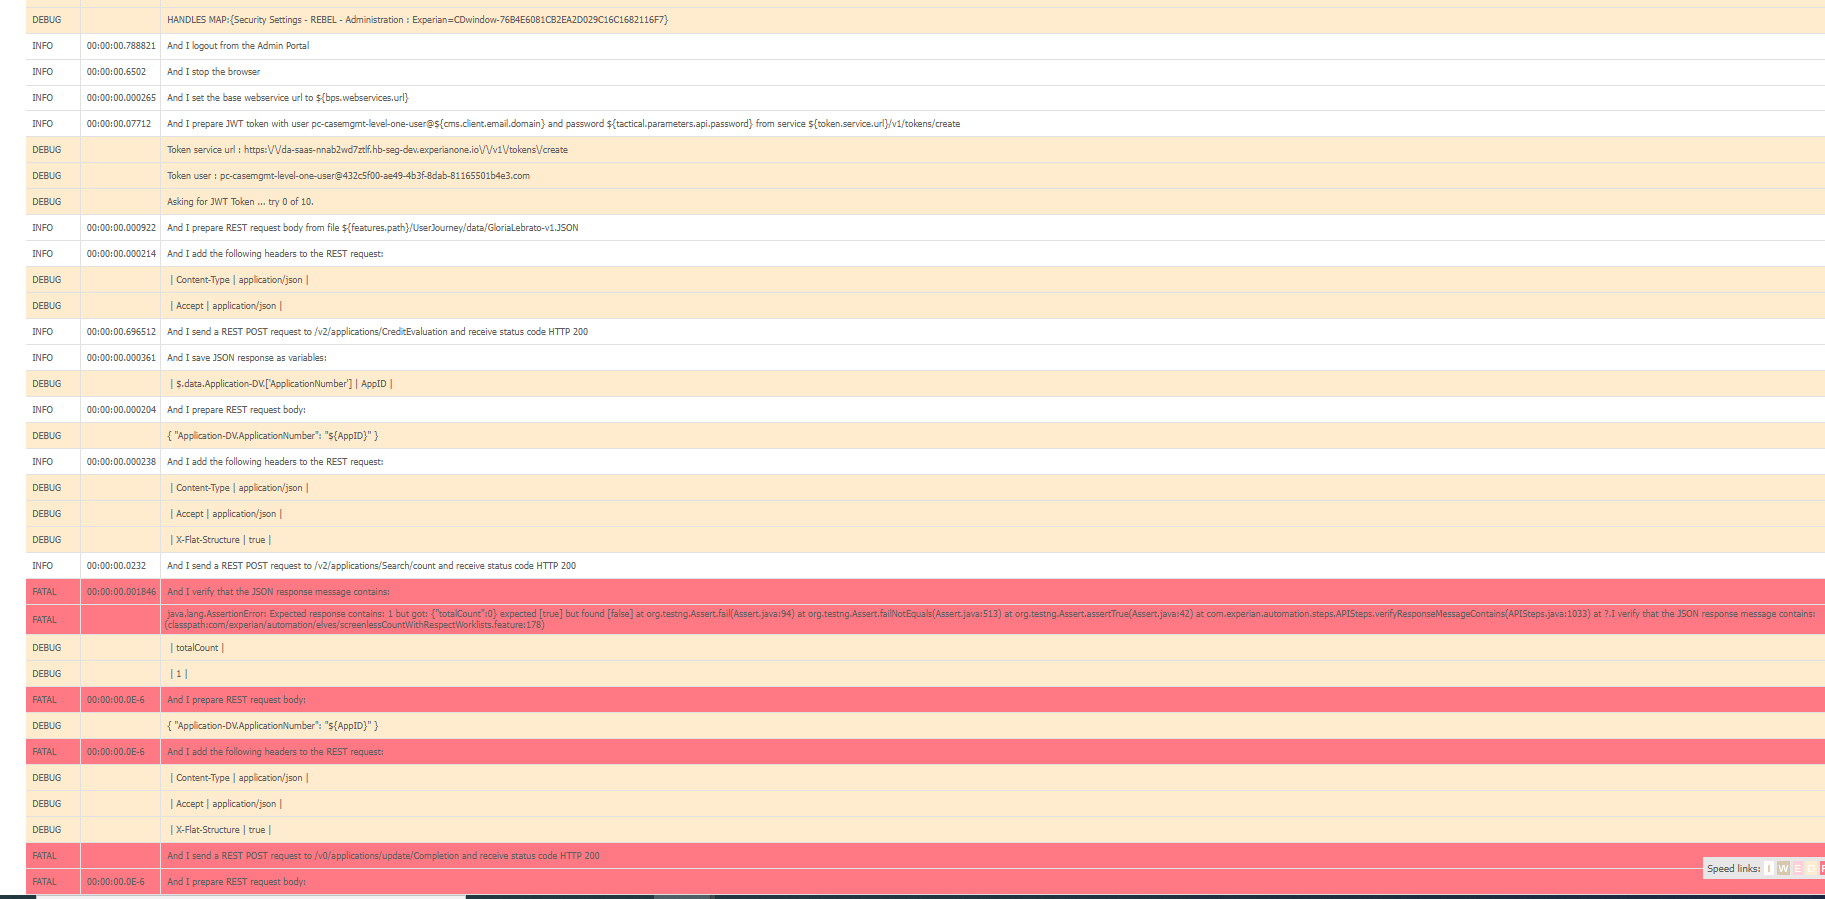 DEBUG HANDLES MAP:{Security Settings - REBEL - Administration : Experian=CDwindow-76B4E6081CB2EA2D029C16C1682116F7}
INFO 00:00:00.788821 And I logout from the Admin Portal
INFO 00:00:00.6502 And I stop the browser
INFO 00:00:00.000265 And I set the base webservice url to ${bps.webservices.url}
INFO 00:00:00.07712 And I prepare JWT token with user pc-casemgmt-level-one-user@${cms.client.email.domain} and password ${tactical.parameters.api.password} from service ${token.service.url}/v1/tokens/create
DEBUG Token service url : https:\/\/da-saas-nnab2wd7ztlf.hb-seg-dev.experianone.io\/\/v1\/tokens\/create
DEBUG Token user : pc-casemgmt-level-one-user@432c5f00-ae49-4b3f-8dab-81165501b4e3.com
DEBUG Asking for JWT Token ... try 0 of 10.
INFO 00:00:00.000922 And I prepare REST request body from file ${features.path}/UserJourney/data/GloriaLebrato-v1.JSON
INFO 00:00:00.000214 And I add the following headers to the REST request:
DEBUG | Content-Type | application/json |
DEBUG | Accept | application/json |
INFO 00:00:00.696512 And I send a REST POST request to /v2/applications/CreditEvaluation and receive status code HTTP 200
INFO 00:00:00.000361 And I save JSON response as variables:
DEBUG | $.data.Application-DV.['ApplicationNumber'] | AppID |
INFO 00:00:00.000204 And I prepare REST request body:
DEBUG { "Application-DV.ApplicationNumber": "${AppID}" }
INFO 00:00:00.000238 And I add the following headers to the REST request:
DEBUG | Content-Type | application/json |
DEBUG | Accept | application/json |
DEBUG | X-Flat-Structure | true |
INFO 00:00:00.0232 And I send a REST POST request to /v2/applications/Search/count and receive status code HTTP 200
FATAL 00:00:00.001846 And I verify that the JSON response message contains:
FATAL java.lang.AssertionError: Expected response contains: 1 but got: {"totalCount":0} expected [true] but found [false] at org.testng.Assert.fail(Assert.java:94) at org.testng.Assert.failNotEquals(Assert.java:513) at org.testng.Assert.assertTrue(Assert.java:42) at com.experian.automation.steps.APISteps.verifyResponseMessageContains(APISteps.java:1033) at ?.I verify that the JSON response message contains:
(classpath:com/experian/automation/elves/screenlessCountWithRespectWorklists.feature:178)
DEBUG | totalCount |
DEBUG | 1 |
FATAL 00:00:00.0E-6 And I prepare REST request body:
DEBUG { "Application-DV.ApplicationNumber": "${AppID}" }
FATAL 00:00:00.0E-6 And I add the following headers to the REST request:
DEBUG | Content-Type | application/json |
DEBUG | Accept | application/json |
DEBUG | X-Flat-Structure | true |
FATAL And I send a REST POST request to /v0/applications/update/Completion and receive status code HTTP 200
Speed links: I W E D F
FATAL 00:00:00.0E-6 And I prepare REST request body: